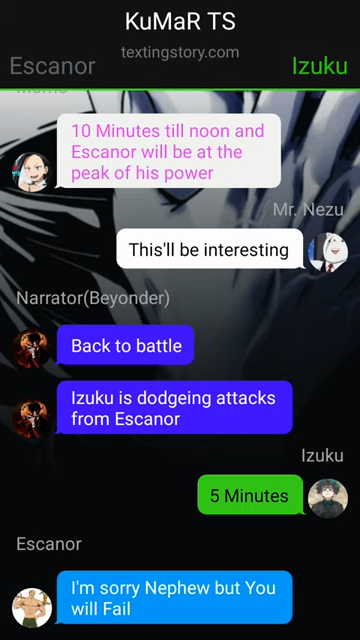 KuMaR TS
textingstory.com
Escanor
Izuku
10 Minutes till noon and
Escanor will be at the
peak of his power
Mr. Nezu
This'll be interesting
Narrator(Beyonder)
Back to battle
Izuku is dodgeing attacks
from Escanor
Izuku
5 Minutes
Escanor
I'm sorry Nephew but You
will Fail